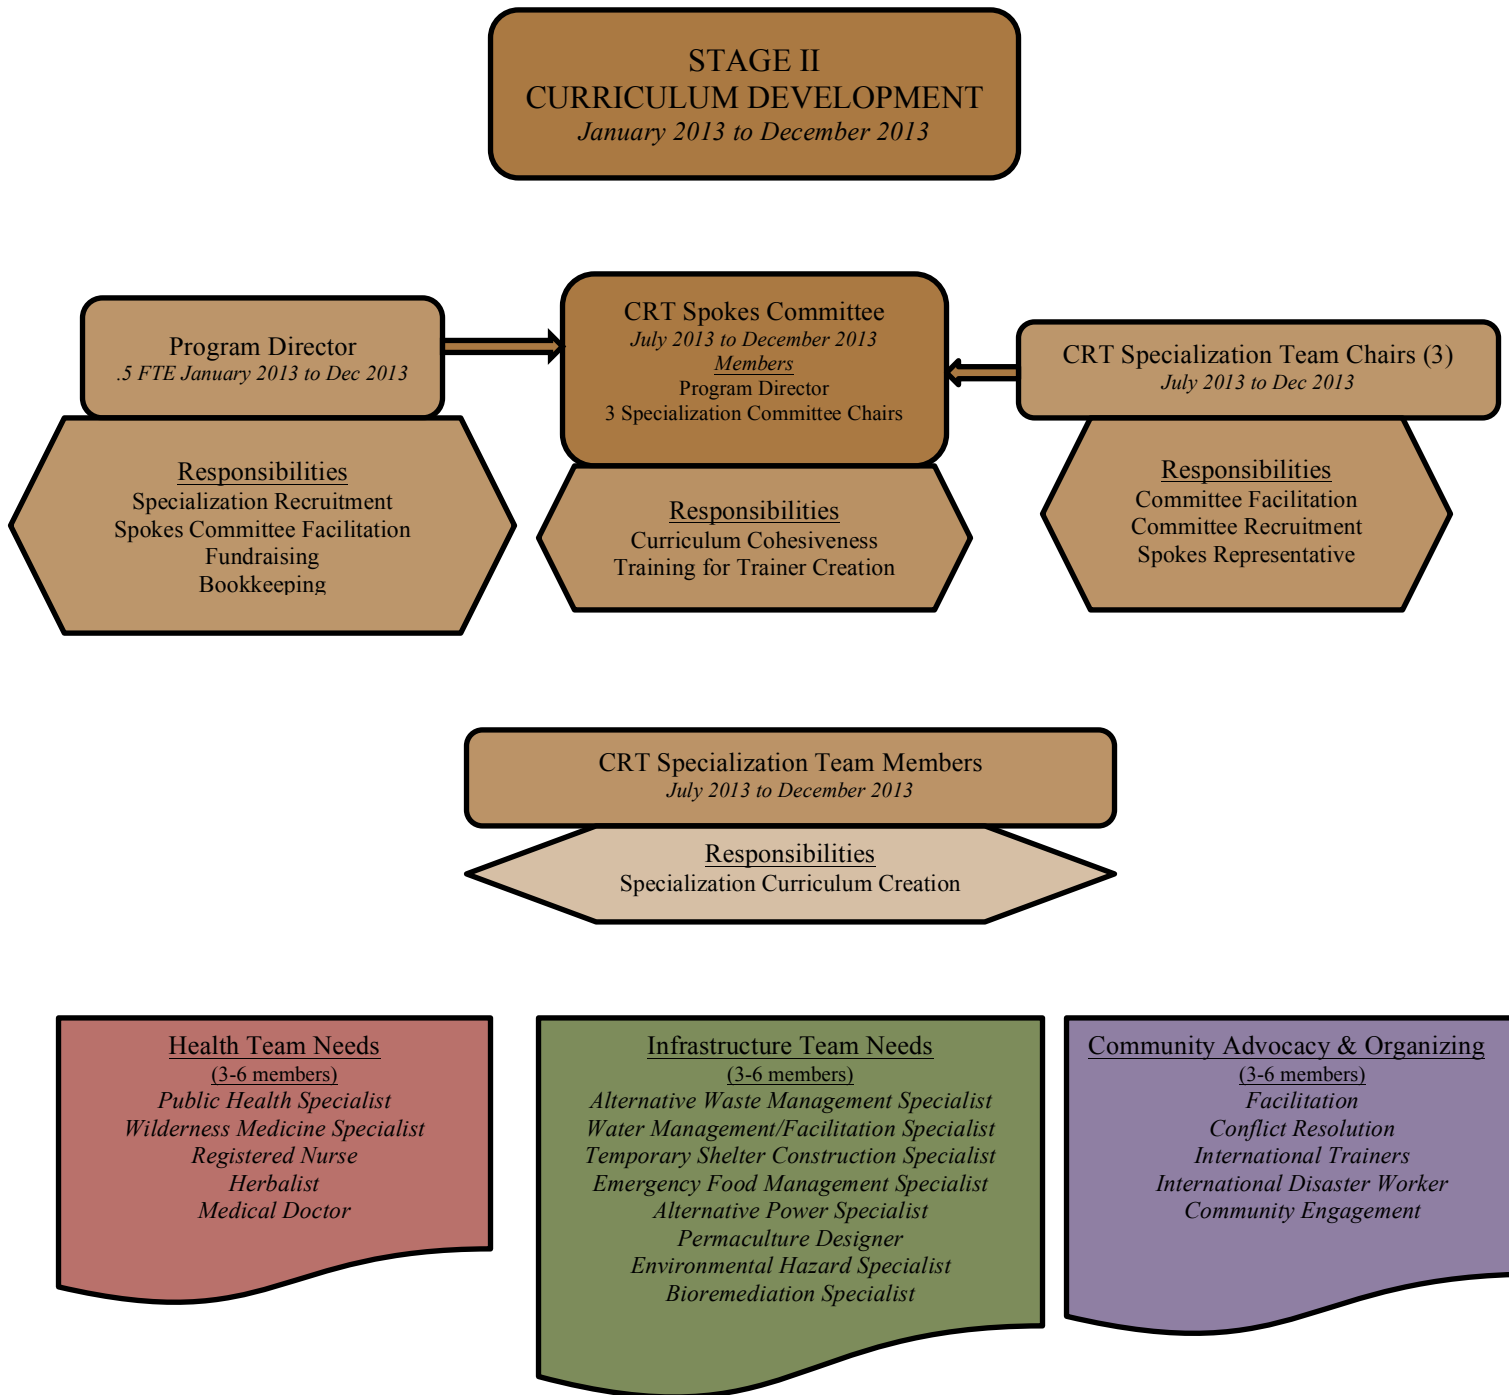 STAGE II
CURRICULUM DEVELOPMENT
January 2013 to December 2013
Program Director
.5 FTE January 2013 to Dec 2013
Responsibilities
Specialization Recruitment
Spokes Committee Facilitation
Fundraising
Bookkeeping
CRT Spokes Committee
July 2013 to December 2013
Members
Program Director
3 Specialization Committee Chairs
Responsibilities
Curriculum Cohesiveness
Training for Trainer Creation
CRT Specialization Team Chairs (3)
July 2013 to Dec 2013
Responsibilities
Committee Facilitation
Committee Recruitment
Spokes Representative
CRT Specialization Team Members
July 2013 to December 2013
Responsibilities
Specialization Curriculum Creation
Health Team Needs
(3-6 members)
Public Health Specialist
Wilderness Medicine Specialist
Registered Nurse
Herbalist
Medical Doctor
Infrastructure Team Needs
(3-6 members)
Alternative Waste Management Specialist
Water Management/Facilitation Specialist
Temporary Shelter Construction Specialist
Emergency Food Management Specialist
Alternative Power Specialist
Permaculture Designer
Environmental Hazard Specialist
Bioremediation Specialist
Community Advocacy & Organizing
(3-6 members)
Facilitation
Conflict Resolution
International Trainers
International Disaster Worker
Community Engagement